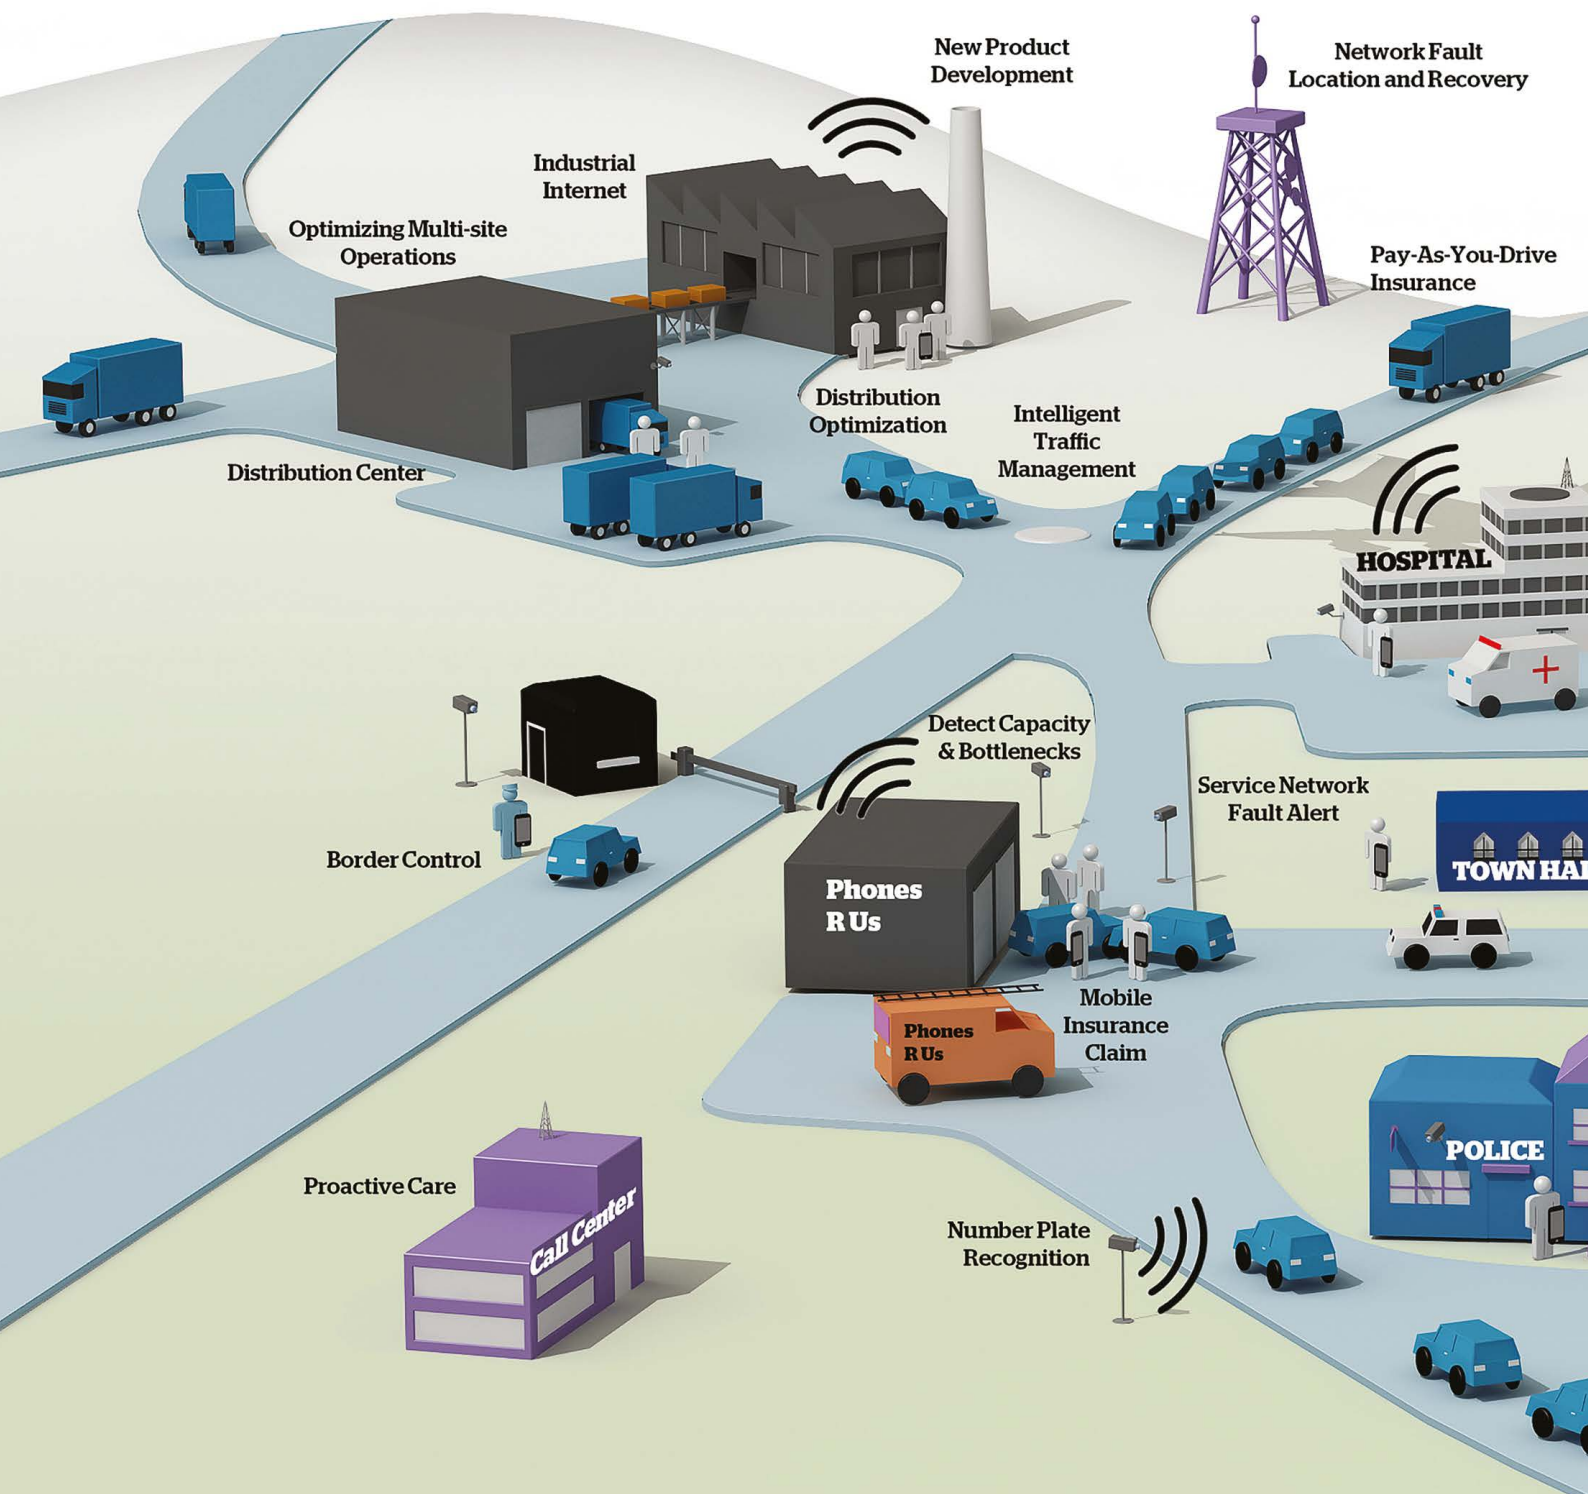 New Product
Development
Network Fault
Location and Recovery
Industrial
Internet
Optimizing Multi-site
Operations
Pay-As-You-Drive
Insurance
Distribution
Optimization
Intelligent
Traffic
Management
Distribution Center
HOSPITAL
Detect Capacity
& Bottlenecks
Service Network
Fault Alert
Border Control
TOWN HAL
Phones
R Us
Mobile
Insurance
Claim
Phones
R Us
POLICE
Proactive Care
Call Center
Number Plate
Recognition